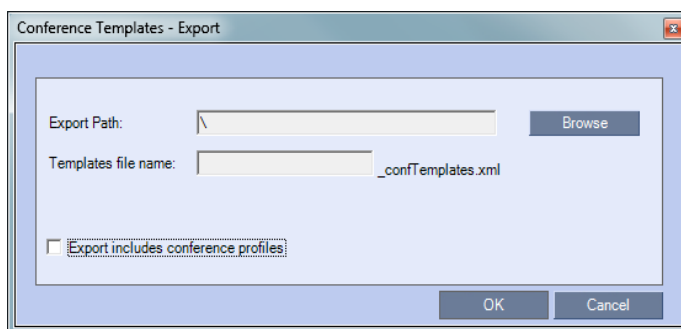 Conference Templates - Export
Export Path: \ Browse
Templates file name: _confTemplates.xml
Export includes conference profiles
OK Cancel